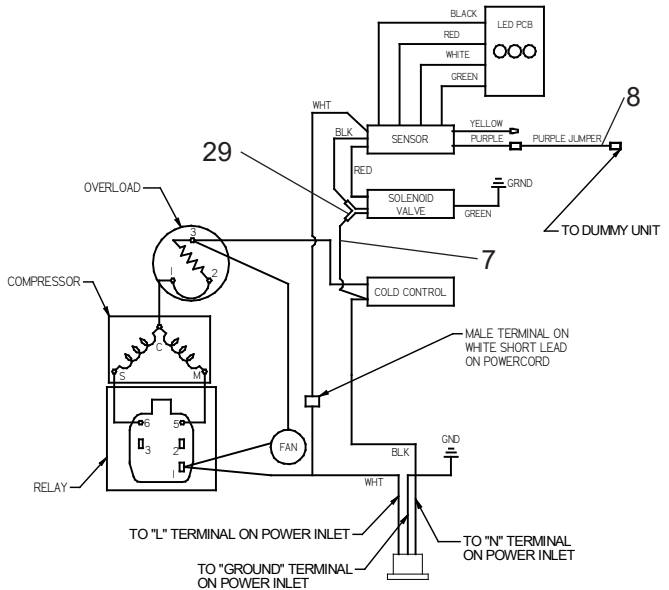 BLACK
LED PCB
RED
WHITE
GREEN
WHT
BLK
SENSOR
YELLOW
PURPLE
PURPLE JUMPER
8
29
RED
SOLENOID
VALVE
GRND
GREEN
TO DUMMY UNIT
OVERLOAD
3
1
2
7
COMPRESSOR
COLD CONTROL
C
S
M
MALE TERMINAL ON
WHITE SHORT LEAD
ON POWERCORD
6
5
3
2
1
FAN
RELAY
BLK
GND
WHT
TO "L" TERMINAL ON POWER INLET
TO "N" TERMINAL
ON POWER INLET
TO "GROUND" TERMINAL
ON POWER INLET